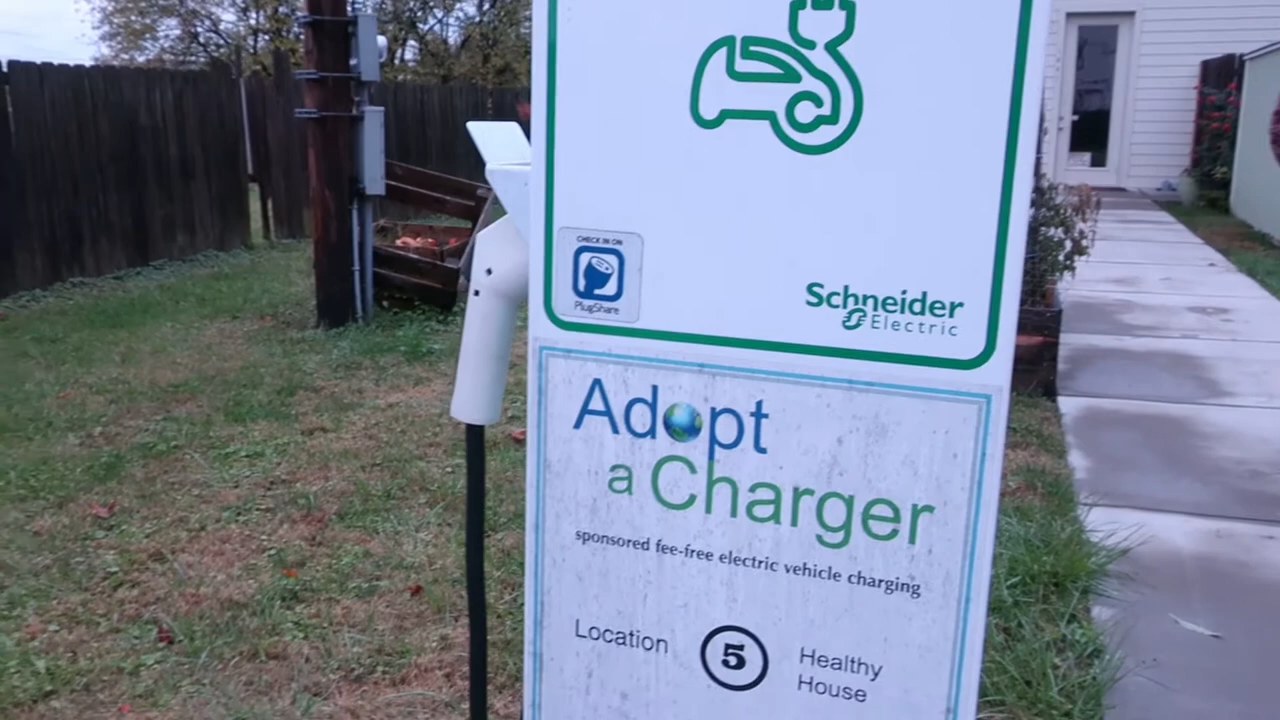 CHECK IN ON
PlugShare
Schneider
Electric
Adopt
a Charger
sponsored fee-free electric vehicle charging
Location 5 Healthy
House